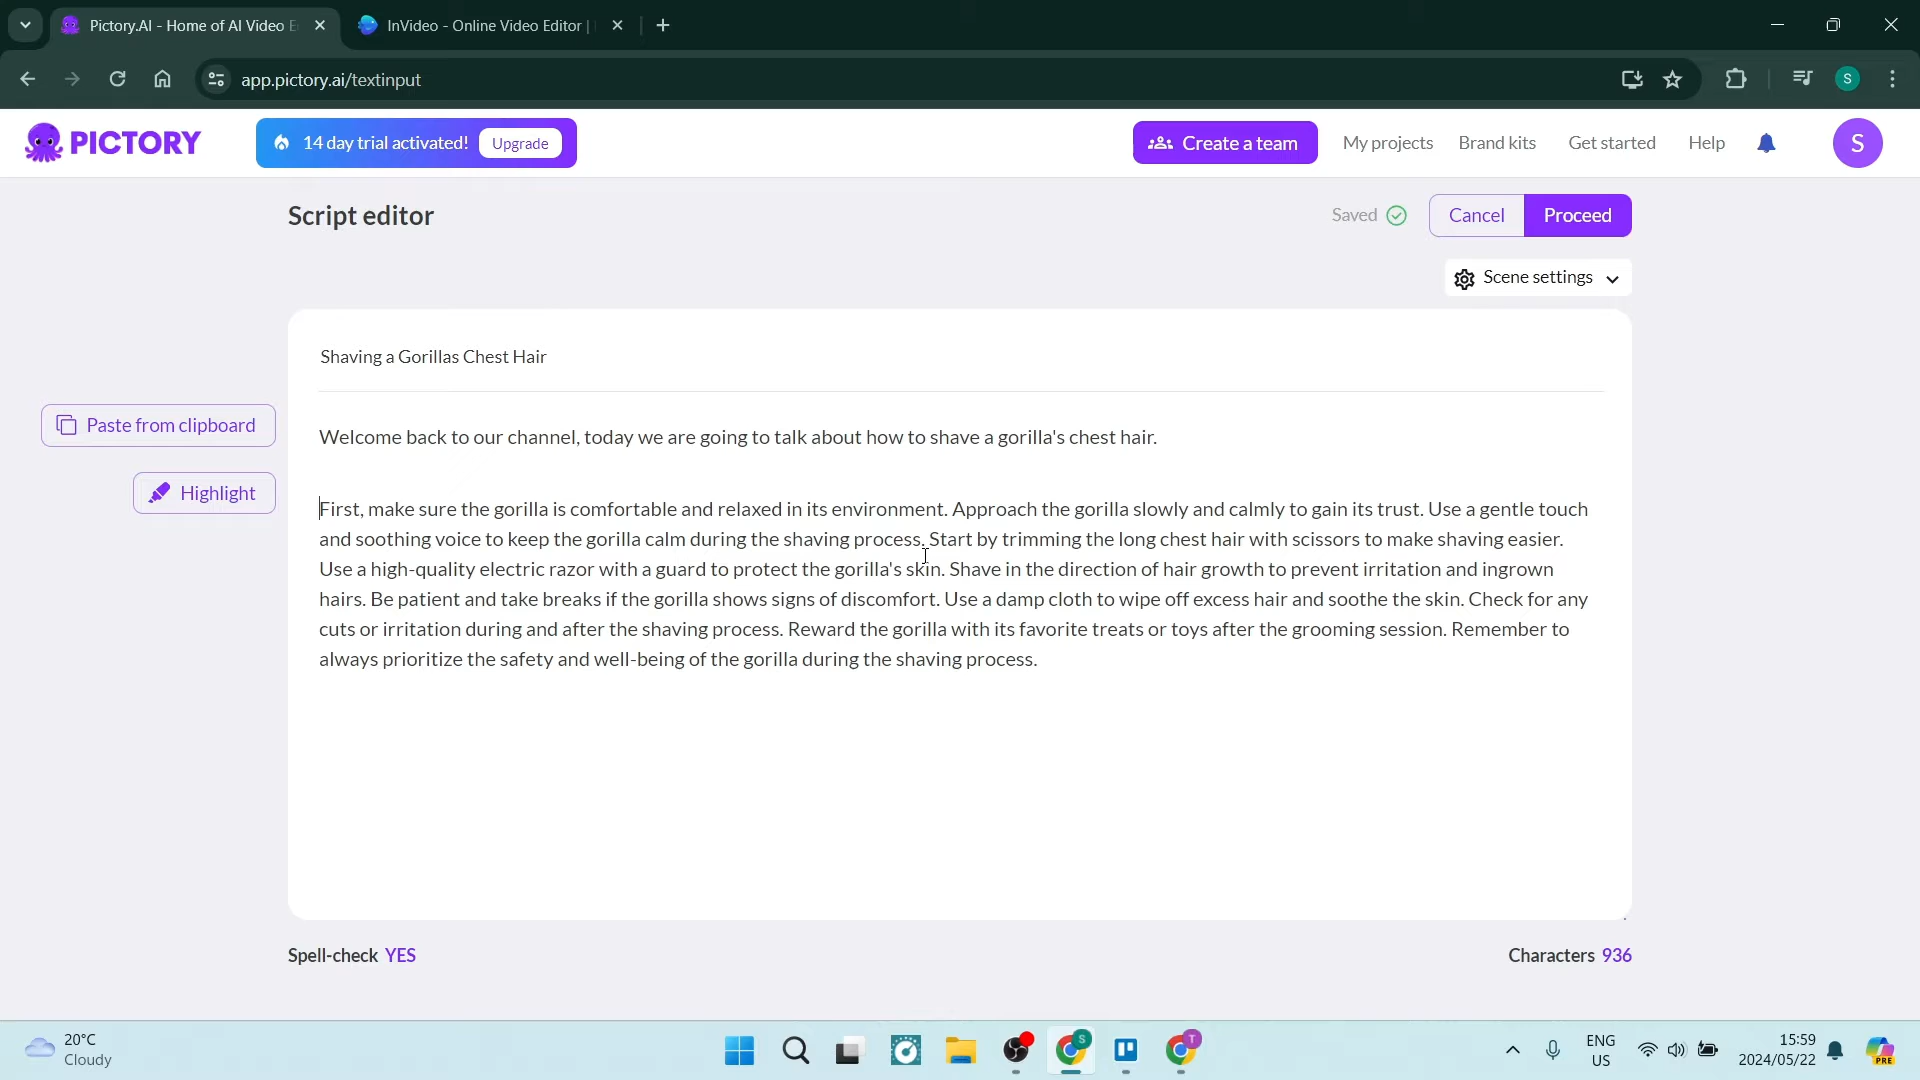 Pictory.AI - Home of AI Video E
InVideo - Online Video Editor |
app.pictory.ai/textinput
S
PICTORY
14 day trial activated!
Upgrade
Create a team
My projects
Brand kits
Get started
Help
S
Script editor
Saved
Cancel
Proceed
Scene settings
Shaving a Gorillas Chest Hair
Paste from clipboard
Highlight
Welcome back to our channel, today we are going to talk about how to shave a gorilla's chest hair.
First, make sure the gorilla is comfortable and relaxed in its environment. Approach the gorilla slowly and calmly to gain its trust. Use a gentle touch
and soothing voice to keep the gorilla calm during the shaving process. Start by trimming the long chest hair with scissors to make shaving easier.
Use a high-quality electric razor with a guard to protect the gorilla's skin. Shave in the direction of hair growth to prevent irritation and ingrown
hairs. Be patient and take breaks if the gorilla shows signs of discomfort. Use a damp cloth to wipe off excess hair and soothe the skin. Check for any
cuts or irritation during and after the shaving process. Reward the gorilla with its favorite treats or toys after the grooming session. Remember to
always prioritize the safety and well-being of the gorilla during the shaving process.
Spell-check YES
Characters 936
20°C
Cloudy
S
T
ENG
US
15:59
2024/05/22
PRE